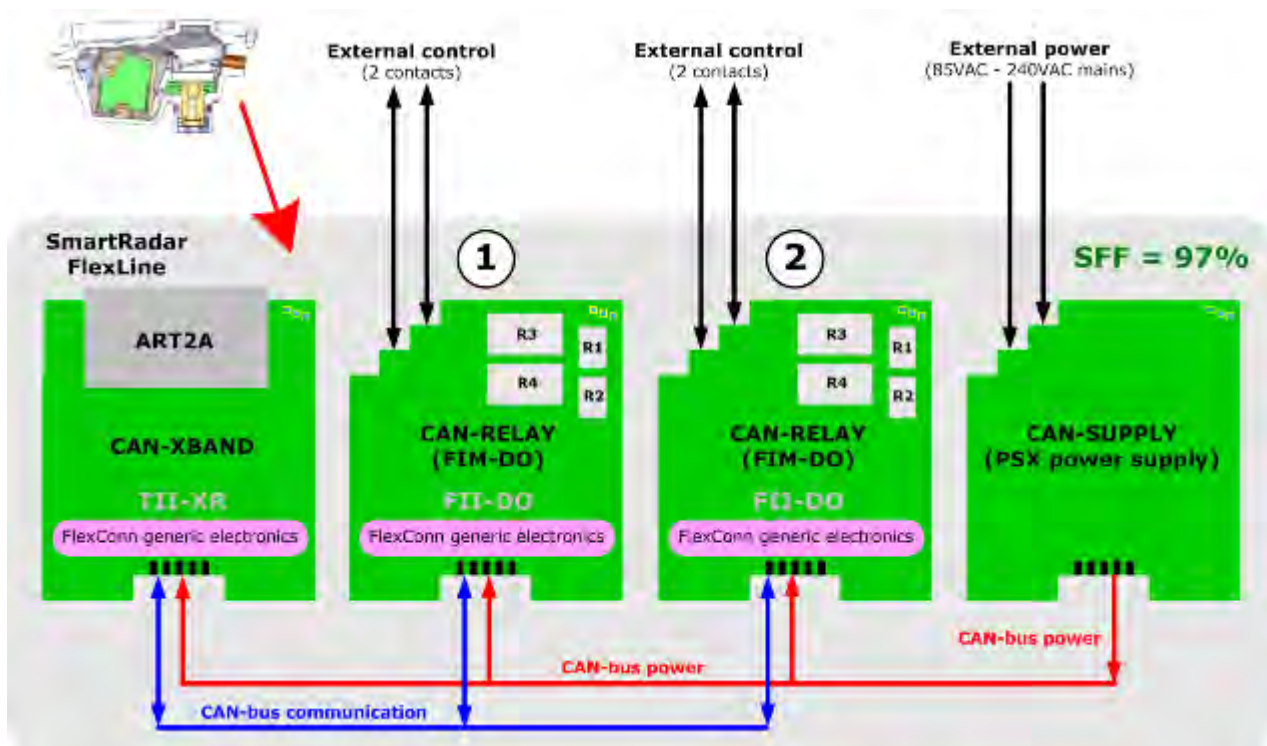 External control
(2 contacts)
External control
(2 contacts)
External power
(85VAC - 240VAC mains)
SmartRadar
FlexLine
1
2
SFF = 97%
ART2A
CAN-XBAND
TII-XR
FlexConn generic electronics
R3
R1
R4
R2
CAN-RELAY
(FIM-DO)
FII-DO
FlexConn generic electronics
R3
R1
R4
R2
CAN-RELAY
(FIM-DO)
FII-DO
FlexConn generic electronics
CAN-SUPPLY
(PSX power supply)
CAN-bus power
CAN-bus power
CAN-bus communication